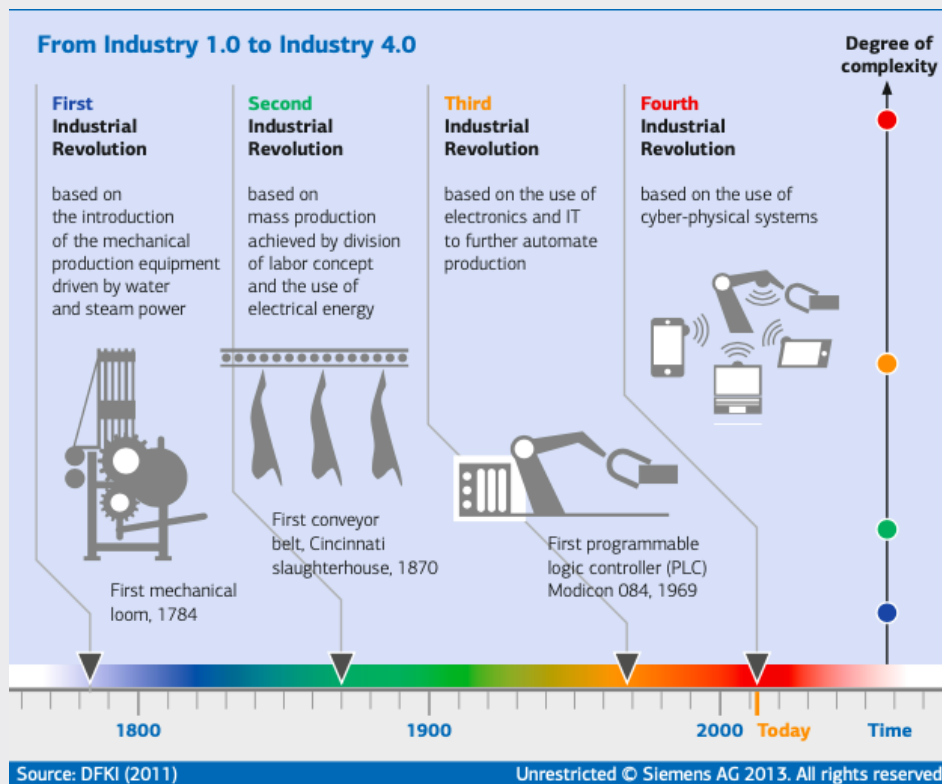 From Industry 1.0 to Industry 4.0
Degree of
complexity
First
Industrial
Revolution
based on
the introduction
of the mechanical
production equipment
driven by water
and steam power
Second
Industrial
Revolution
based on
mass production
achieved by division
of labor concept
and the use of
electrical energy
Third
Industrial
Revolution
based on the use of
electronics and IT
to further automate
production
Fourth
Industrial
Revolution
based on the use of
cyber-physical systems
First mechanical
loom, 1784
First conveyor
belt, Cincinnati
slaughterhouse, 1870
First programmable
logic controller (PLC)
Modicon 084, 1969
1800 1900 2000 Today Time
Source: DFKI (2011) Unrestricted © Siemens AG 2013. All rights reserved